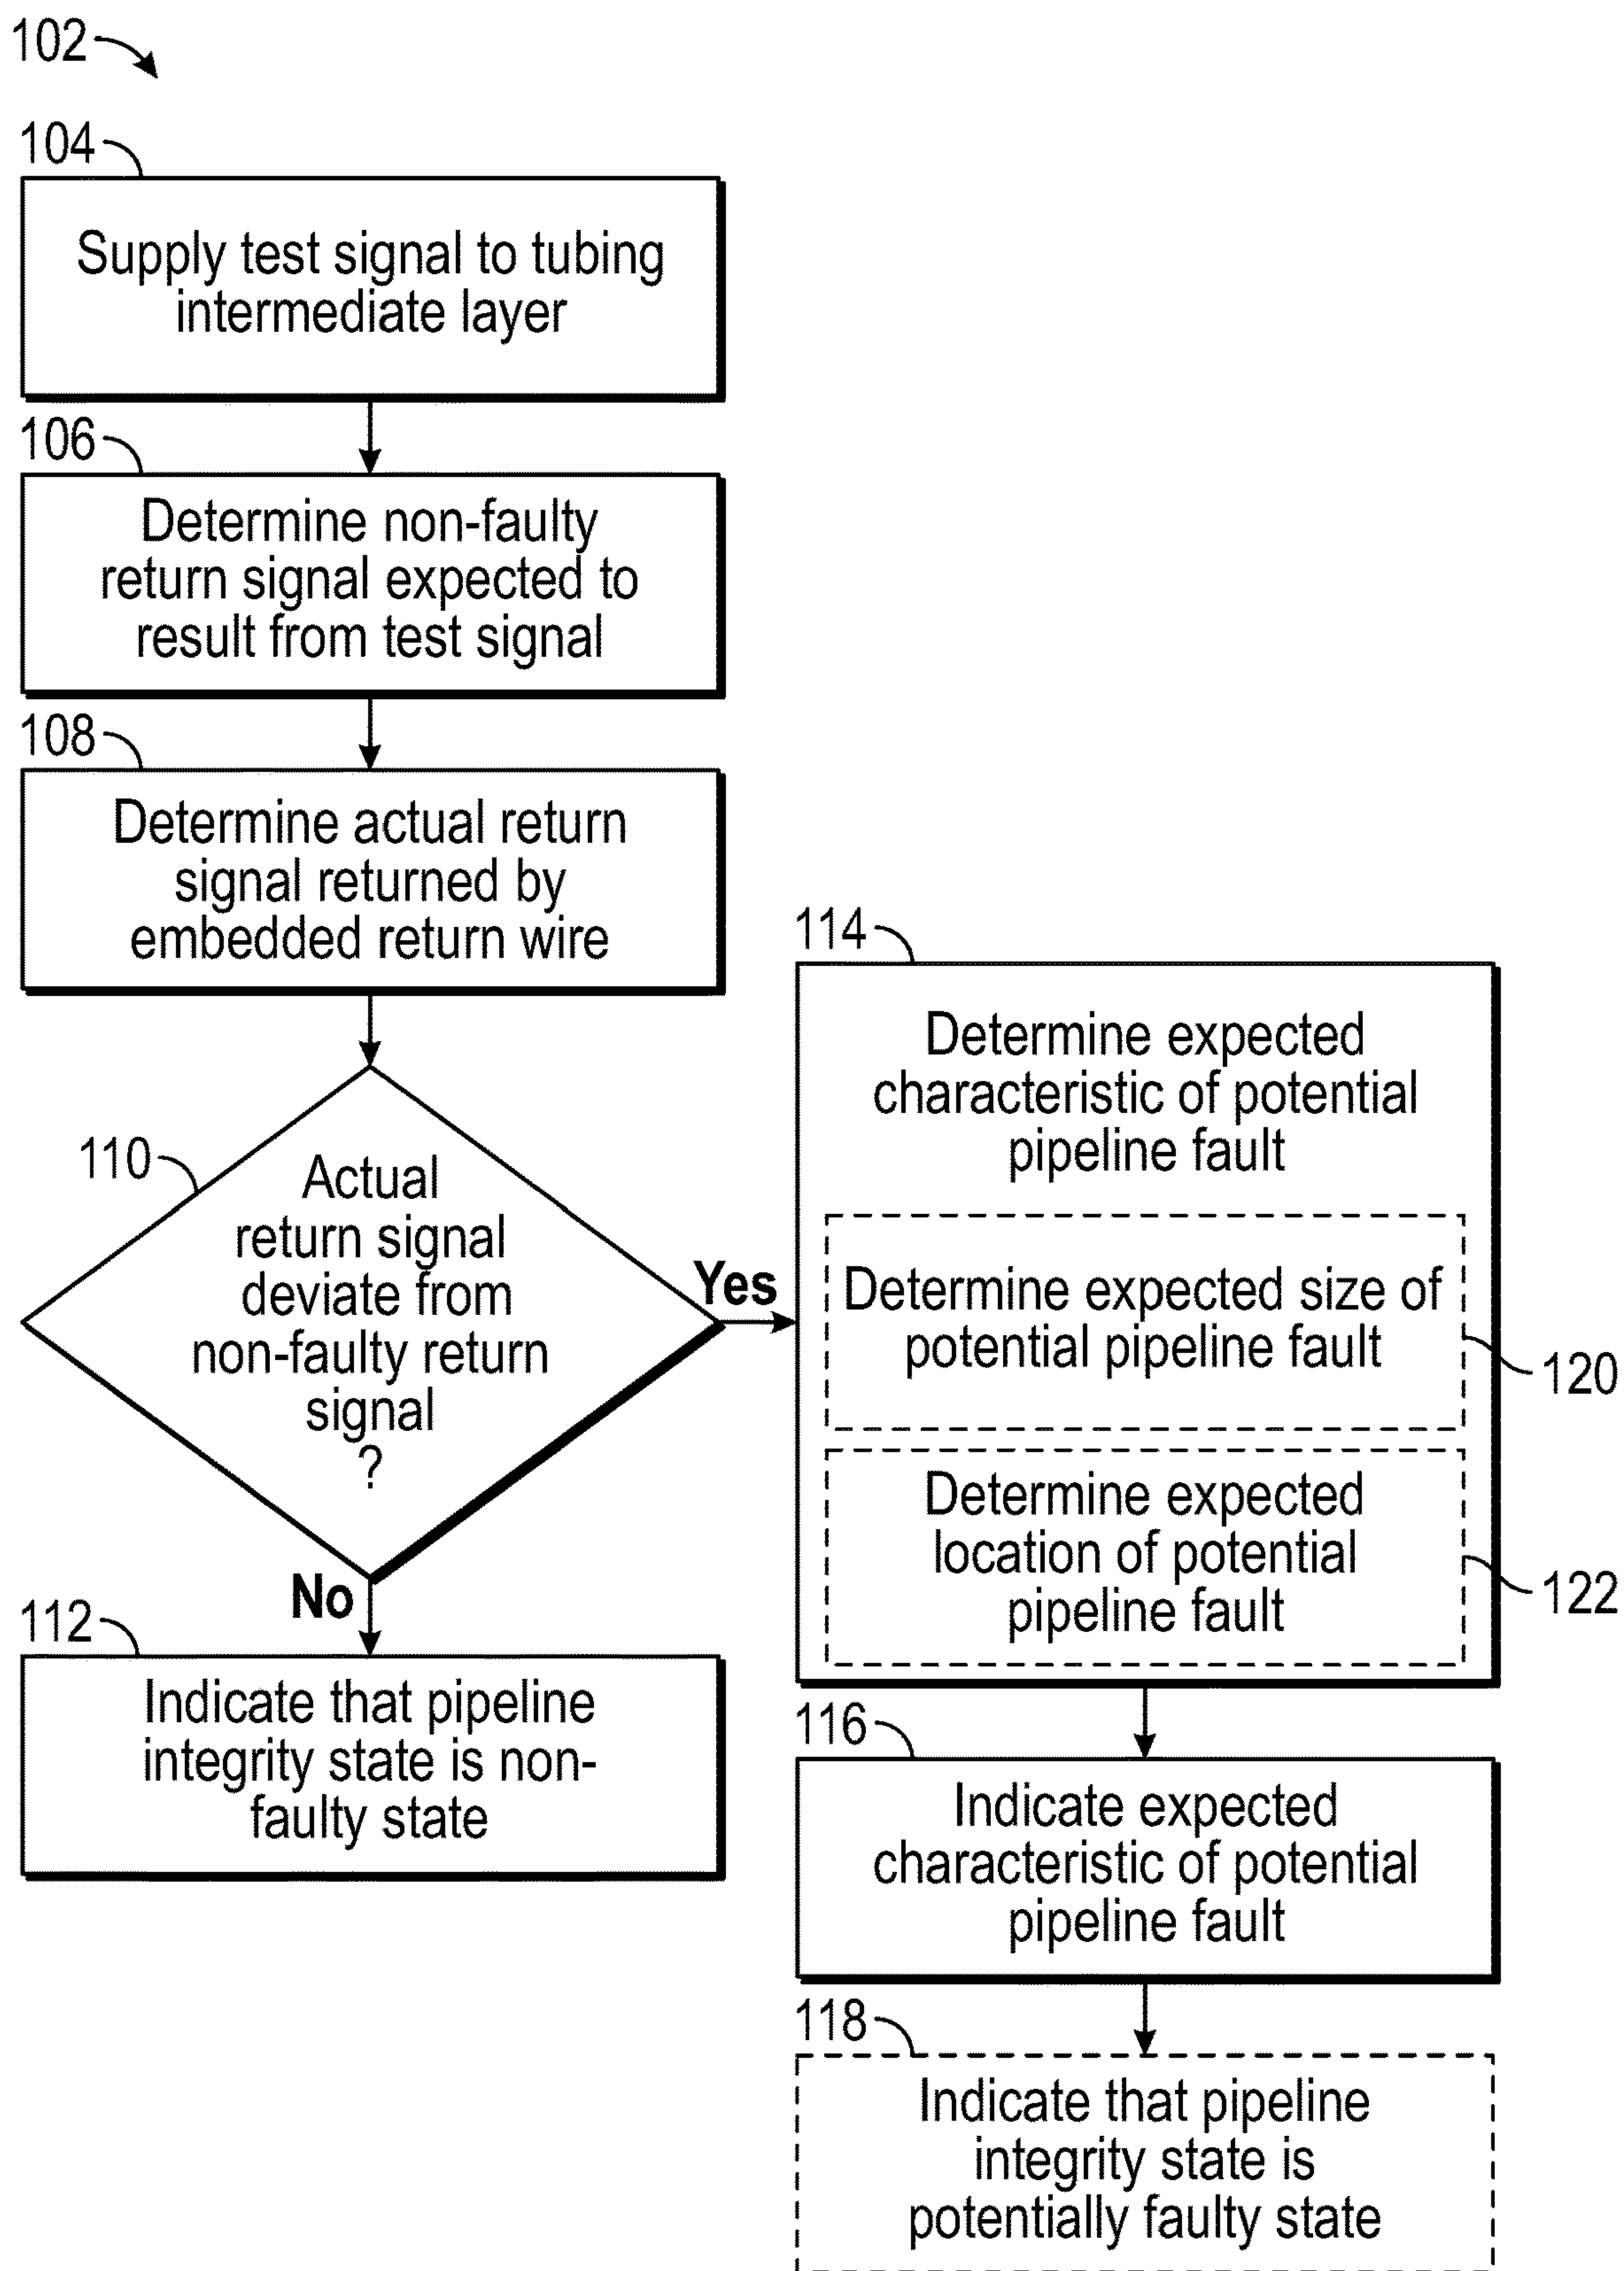 102
104
Supply test signal to tubing
intermediate layer
106
Determine non-faulty
return signal expected to
result from test signal
108
Determine actual return
signal returned by
embedded return wire
110
Actual
return signal
deviate from
non-faulty return
signal
?
Yes
No
112
Indicate that pipeline
integrity state is non-
faulty state
114
Determine expected
characteristic of potential
pipeline fault
Determine expected size of
potential pipeline fault
120
Determine expected
location of potential
pipeline fault
122
116
Indicate expected
characteristic of potential
pipeline fault
118
Indicate that pipeline
integrity state is
potentially faulty state